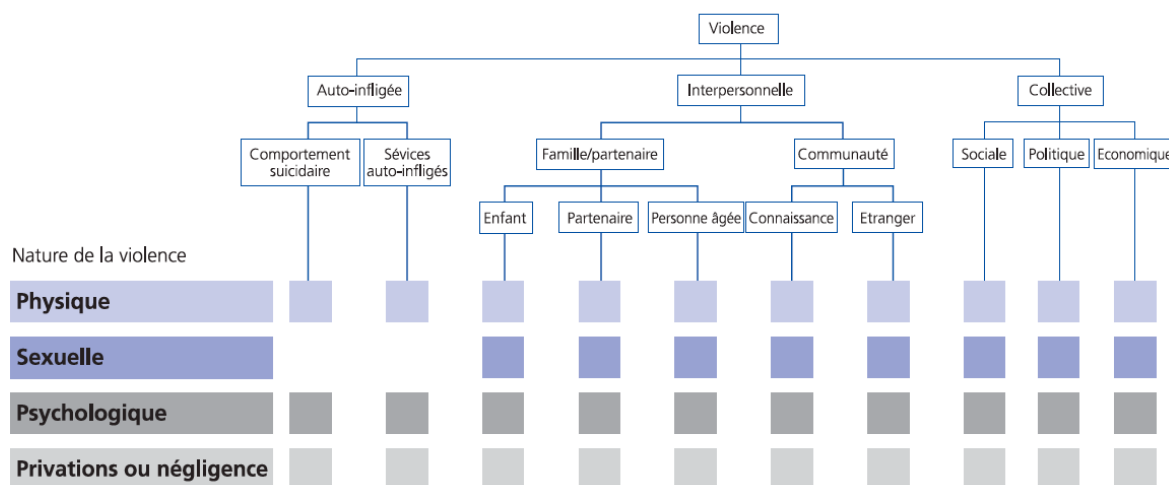 Violence
Auto-infligée
Interpersonnelle
Collective
Comportement
suicidaire
Sévices
auto-infligés
Famille/partenaire
Communauté
Sociale
Politique
Economique
Enfant
Partenaire
Personne âgée
Connaissance
Etranger
Nature de la violence
Physique
Sexuelle
Psychologique
Privations ou négligence